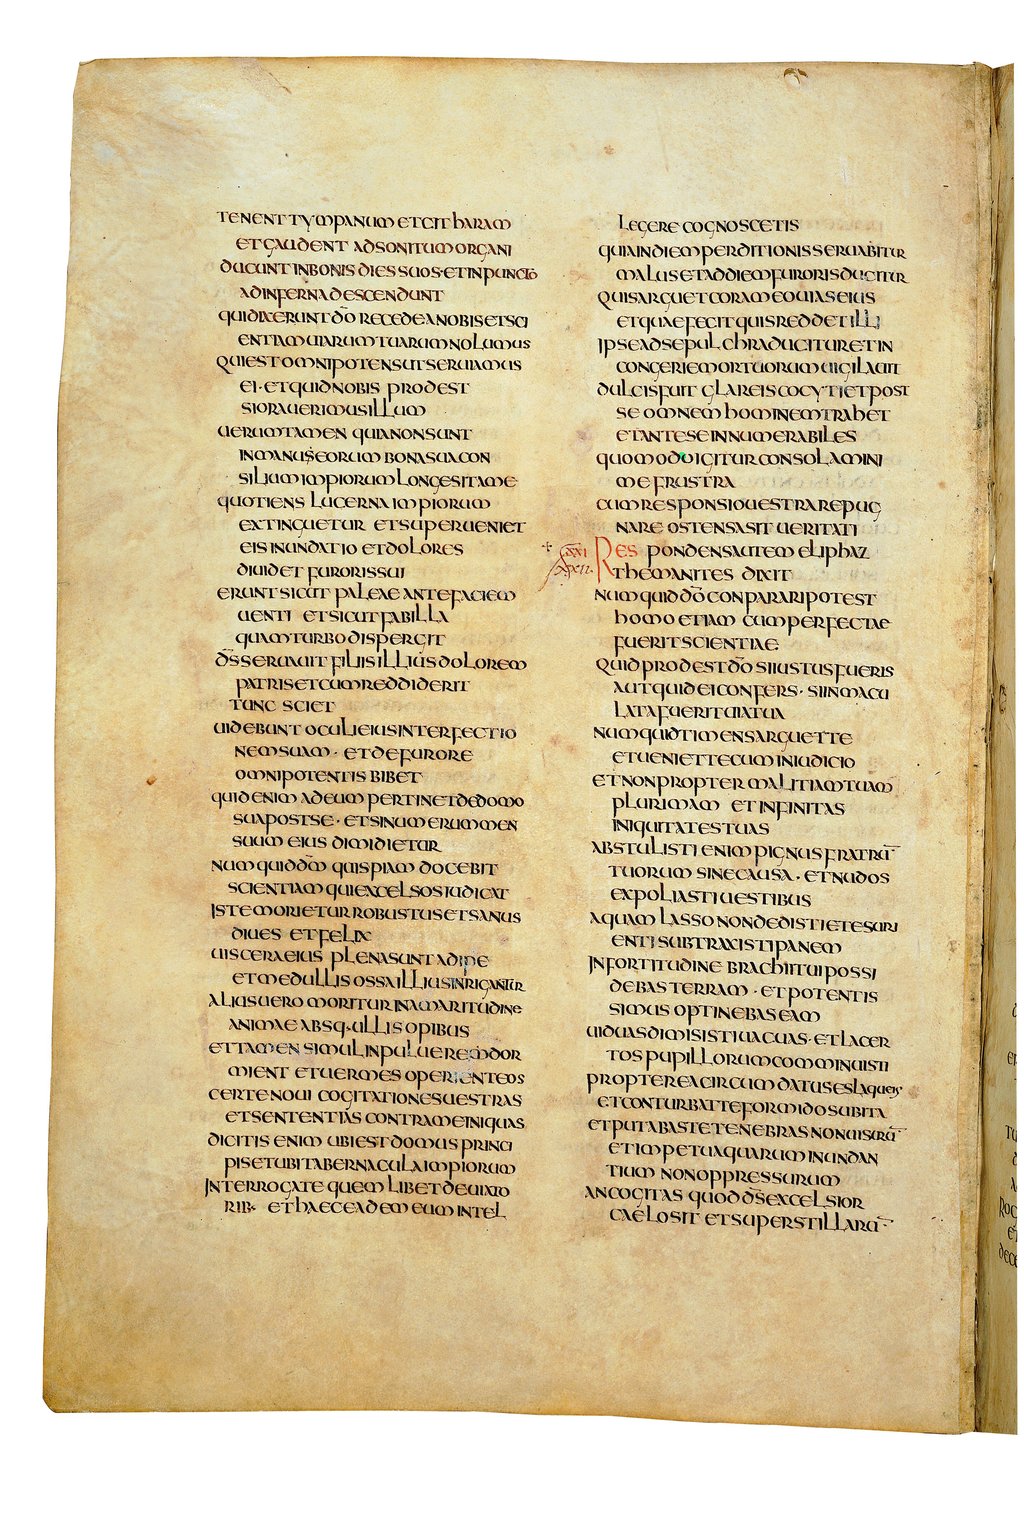 TENENT TYMPANUM ET CITHARAM
ET GAUDENT AD SONITUM ORGANI
DUCUNT IN BONIS DIES SUOS · ET IN PUNCTO
AD INFERNA DESCENDUNT
QUI DIXERUNT DŌ RECEDE A NOBIS ET SCI
ENTIAM UIARUM TUARUM NOLUMUS
QUI EST OMNIPOTENS UT SERUIAMUS
EI · ET QUID NOBIS PRODEST
SI ORAUERIMUS ILLUM
UERUMTAMEN QUIA NON SUNT
IN MANUS EORUM BONA SUA CON
SILIUM IMPIORUM LONGE SIT A ME
QUOTIENS LUCERNA IMPIORUM
EXTINGUETUR ET SUPERUENIET
EIS INUNDATIO ET DOLORES
DIUIDET FURORIS SUI
ERUNT SICUT PALEAE ANTE FACIEM
UENTI ET SICUT FABILLA
QUAM TURBO DISPERGIT
D̄S SERUAUIT FILIIS ILLIUS DOLOREM
PATRIS ET CUM REDDIDERIT
TUNC SCIET
UIDEBUNT OCULI EIUS INTERFECTIO
NEM SUAM · ET DE FURORE
OMNIPOTENTIS BIBET
QUID ENIM AD EUM PERTINET DE DOMO
SUA POST SE · ET SI NUMERUM MEN
SUUM EIUS DIMIDIETUR
NUMQUID DM̄ QUISPIAM DOCEBIT
SCIENTIAM QUI EXCELSOS IUDICAT
ISTE MORIETUR ROBUSTUS ET SANUS
DIUES ET FELIX
UISCERA EIUS PLENA SUNT ADIPE
ET MEDULLIS OSSA ILLIUS INRIGANTUR
ALIUS UERO MORITUR IN AMARITUDINE
ANIMAE ABSQ· ULLIS OPIBUS
ET TAMEN SIMUL IN PULUERE DOR
MIENT ET UERMES OPERIENT EOS
CERTE NOUI COGITATIONES UESTRAS
ET SENTENTIAS CONTRA ME INIQUAS
DICITIS ENIM UBI EST DOMUS PRINCI
PIS ET UBI TABERNACULA IMPIORUM
INTERROGATE QUEMLIBET DE UIATO
RIB· ET HAEC EADEM EUM INTEL
LEGERE COGNOSCETIS
QUIA IN DIEM PERDITIONIS SERUABITUR
MALUS ET AD DIEM FURORIS DUCITUR
QUIS ARGUET CORAM EO UIAS EIUS
ET QUAE FECIT QUIS REDDET ILLI
IPSE AD SEPULCHRA DUCITUR ET IN
CONGERIE MORTUORUM UIGILAUIT
DULCIS FUIT GLAREIS COCYTI ET POST
SE OMNEM HOMINEM TRAHET
ET ANTE SE INNUMERABILES
QUOMODO IGITUR CONSOLAMINI
ME FRUSTRA
CUM RESPONSIO UESTRA REPUG
NARE OSTENSA SIT UERITATI
RESPONDENS AUTEM ELIPHAZ
THEMANITES DIXIT
NUMQUID DŌ CONPARARI POTEST
HOMO ETIAM CUM PERFECTAE
FUERIT SCIENTIAE
QUID PRODEST DŌ SI IUSTUS FUERIS
AUT QUID EI CONFERS · SI INMACU
LATA FUERIT UIA TUA
NUMQUID TIMENS ARGUET TE
ET UENIET TECUM IN IUDICIO
ET NON PROPTER MALITIAM TUAM
PLURIMAM ET INFINITAS
INIQUITATES TUAS
ABSTULISTI ENIM PIGNUS FRATRŪ
TUORUM SINE CAUSA · ET NUDOS
EXPOLIASTI UESTIBUS
AQUAM LASSO NON DEDISTI ET ESURI
ENTI SUBTRAXISTI PANEM
IN FORTITUDINE BRACHII TUI POSSI
DEBAS TERRAM · ET POTENTIS
SIMUS OPTINEBAS EAM
UIDUAS DIMISISTI UACUAS · ET LACER
TOS PUPILLORUM COMMINUISTI
PROPTEREA CIRCUMDATUS ES LAQUEIS
ET CONTURBAT TE FORMIDO SUBITA
ET PUTABAS TE TENEBRAS NON UISURŪ
ET IMPETU AQUARUM INUNDAN
TIUM NON OPPRESSURUM
AN COGITAS QUOD D̄S EXCELSIOR
CAELO SIT ET SUPER STILLARŪ